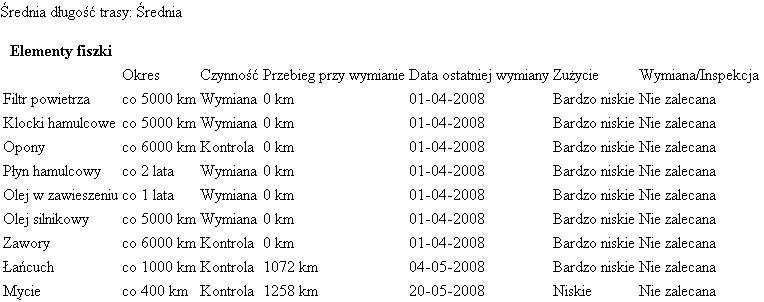 Średnia długość trasy: Średnia
Elementy fiszki
Okres Czynność Przebieg przy wymianie Data ostatniej wymiany Zużycie Wymiana/Inspekcja
Filtr powietrza co 5000 km Wymiana 0 km 01-04-2008 Bardzo niskie Nie zalecana
Klocki hamulcowe co 5000 km Wymiana 0 km 01-04-2008 Bardzo niskie Nie zalecana
Opony co 6000 km Kontrola 0 km 01-04-2008 Bardzo niskie Nie zalecana
Płyn hamulcowy co 2 lata Wymiana 0 km 01-04-2008 Bardzo niskie Nie zalecana
Olej w zawieszeniu co 1 lata Wymiana 0 km 01-04-2008 Bardzo niskie Nie zalecana
Olej silnikowy co 5000 km Wymiana 0 km 01-04-2008 Bardzo niskie Nie zalecana
Zawory co 6000 km Kontrola 0 km 01-04-2008 Bardzo niskie Nie zalecana
Łańcuch co 1000 km Kontrola 1072 km 04-05-2008 Bardzo niskie Nie zalecana
Mycie co 400 km Kontrola 1258 km 20-05-2008 Niskie Nie zalecana